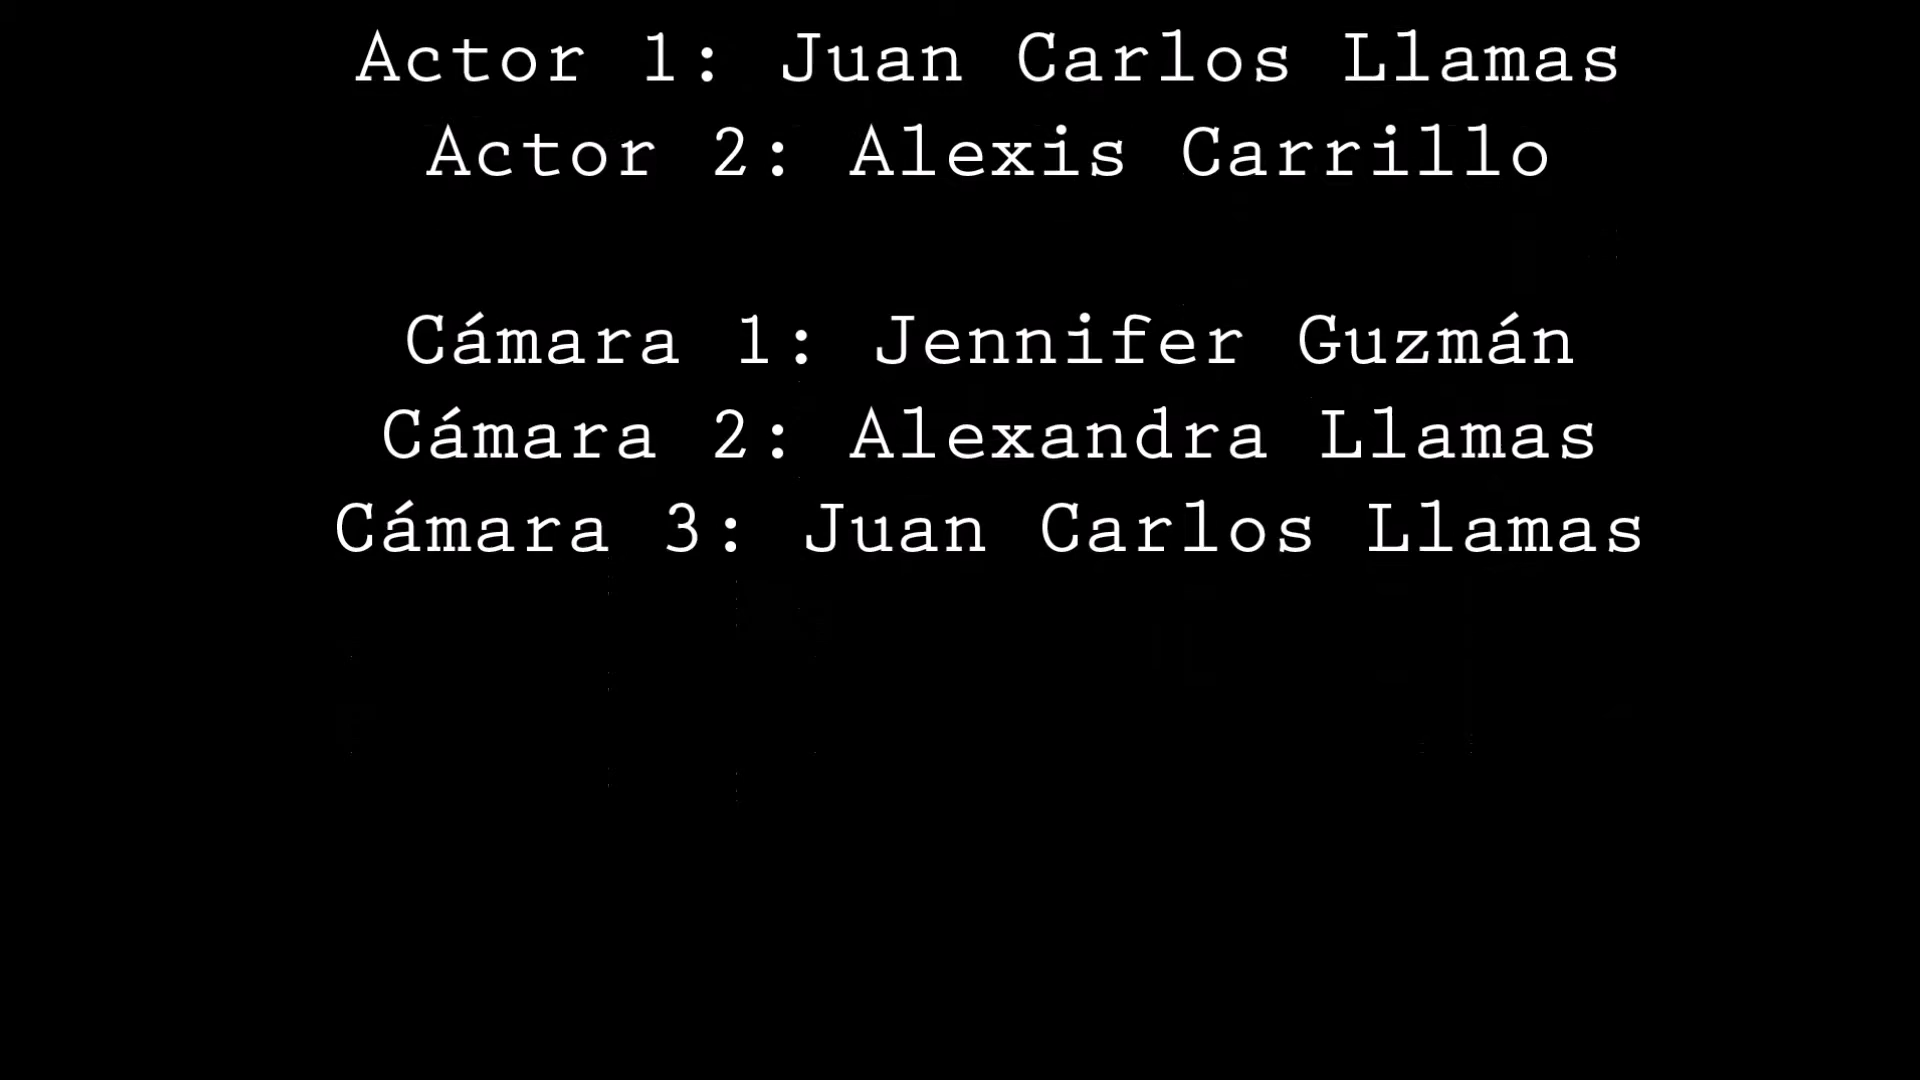 Actor 1: Juan Carlos Llamas
Actor 2: Alexis Carrillo
Cámara 1: Jennifer Guzmán
Cámara 2: Alexandra Llamas
Cámara 3: Juan Carlos Llamas